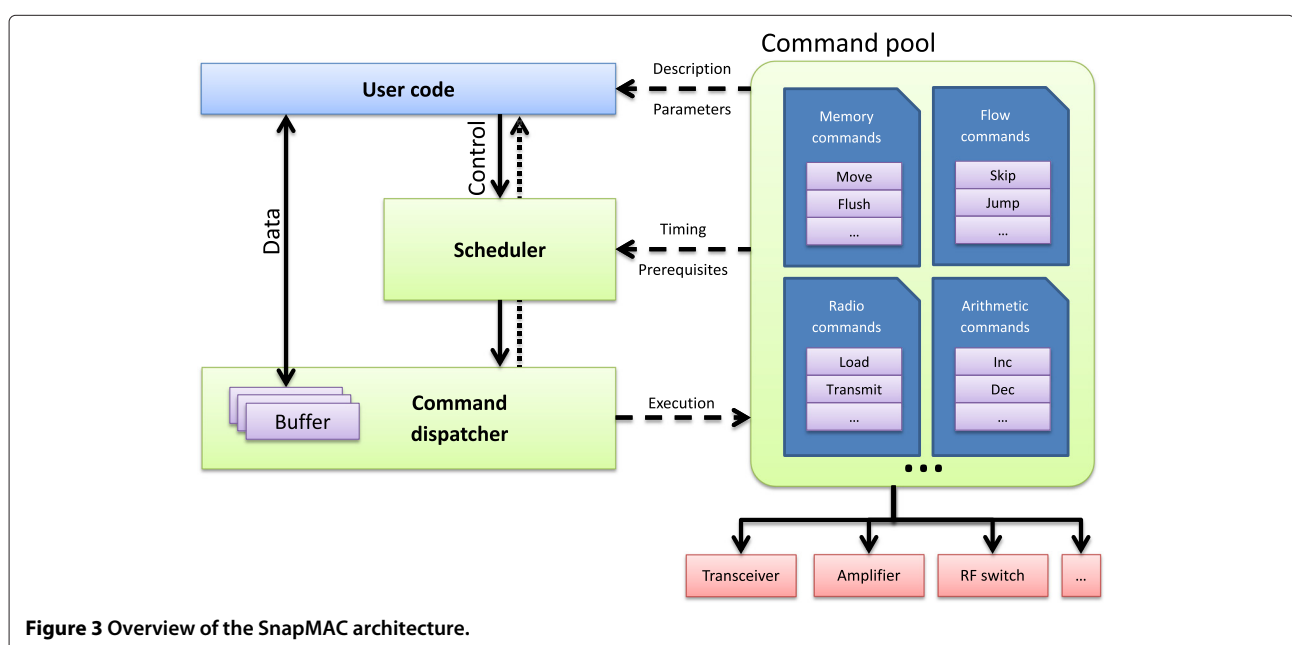 Command pool
User code
Description
Parameters
Control
Data
Scheduler
Timing
Prerequisites
Command
dispatcher
Buffer
Execution
Memory
commands
Move
Flush
...
Flow
commands
Skip
Jump
...
Radio
commands
Load
Transmit
...
Arithmetic
commands
Inc
Dec
...
...
Transceiver
Amplifier
RF switch
...
Figure 3 Overview of the SnapMAC architecture.